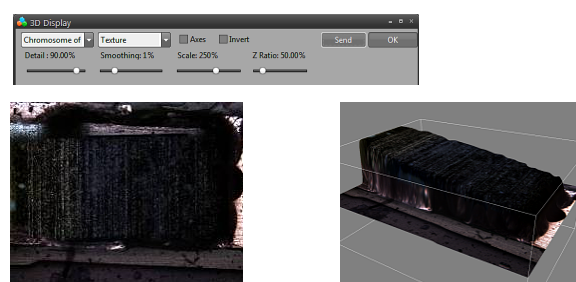 3D Display
Chromosome of Texture Axes Invert Send OK
Detail : 90.00% Smoothing: 1% Scale: 250% Z Ratio: 50.00%